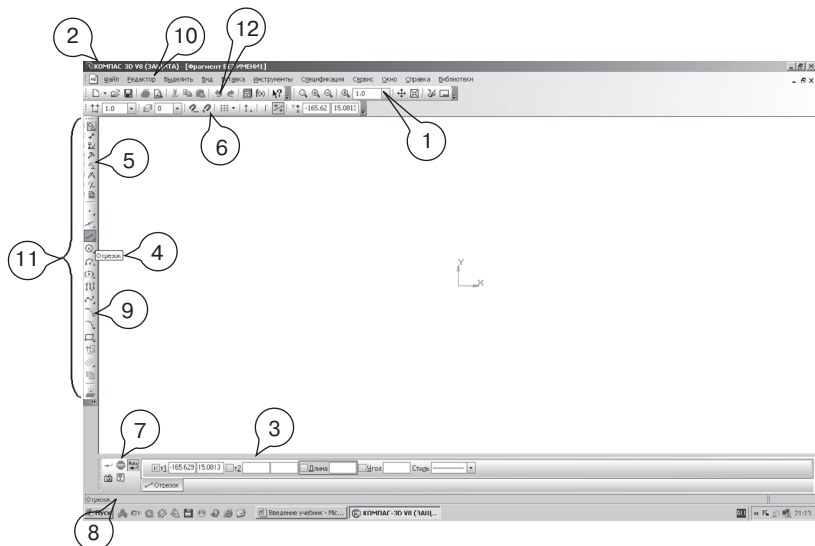 2
10
12
КОМПАС-3D V8 (ЗАЩИТА) - [Фрагмент БЕЗ ИМЕНИ1]
Файл Редактор Выделить Вид Вставка Инструменты Спецификация Сервис Окно Справка Библиотеки
f(x) 1.0
1.0 0 -165.62 15.081
6
1
5
11
4
Отрезок
Y
X
9
7
3
т1 -165.629 15.0813 т2 Длина Угол Стиль
Отрезок
Отрезок
Пуск Введение учебник - Mic... КОМПАС-3D V8 (ЗАЩ... RU 21:13
8